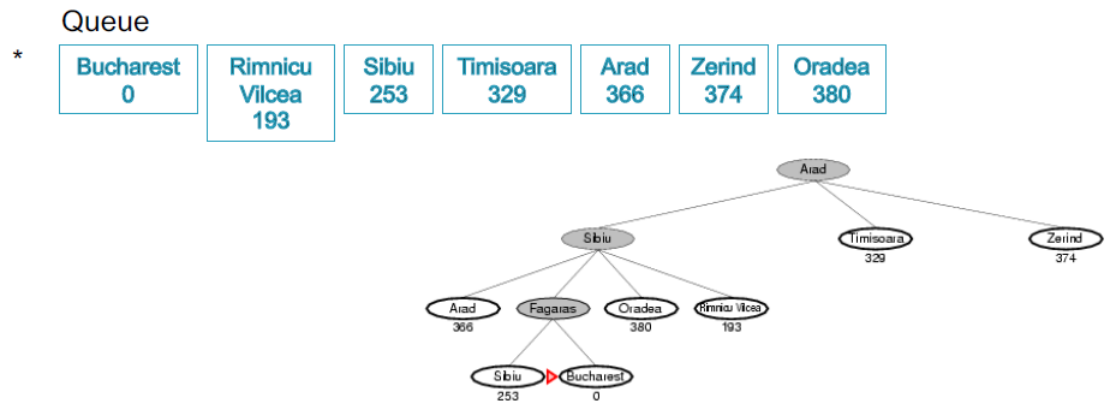 Queue
*
Bucharest
0
Rimnicu
Vilcea
193
Sibiu
253
Timisoara
329
Arad
366
Zerind
374
Oradea
380
Arad
Sibiu
Timisoara
329
Zerind
374
Arad
366
Fagaras
Oradea
380
Rimnicu Vilcea
193
Sibiu
253
Bucharest
0